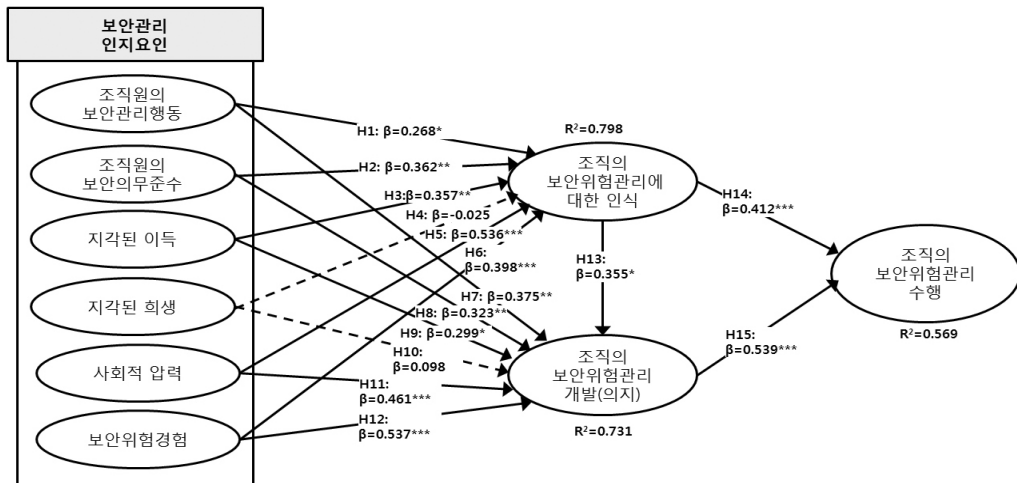 보안관리
인지요인
조직원의
보안관리행동
조직원의
보안의무준수
지각된 이득
지각된 희생
사회적 압력
보안위험경험
H1: β=0.268*
H2: β=0.362**
H3:β=0.357**
H4: β=-0.025
H5: β=0.536***
H6:
β=0.398***
H7: β=0.375**
H8: β=0.323**
H9: β=0.299*
H10:
β=0.098
H11:
β=0.461***
H12:
β=0.537***
R²=0.798
조직의
보안위험관리에
대한 인식
H13:
β=0.355*
조직의
보안위험관리
개발(의지)
R²=0.731
H14:
β=0.412***
H15:
β=0.539***
조직의
보안위험관리
수행
R²=0.569